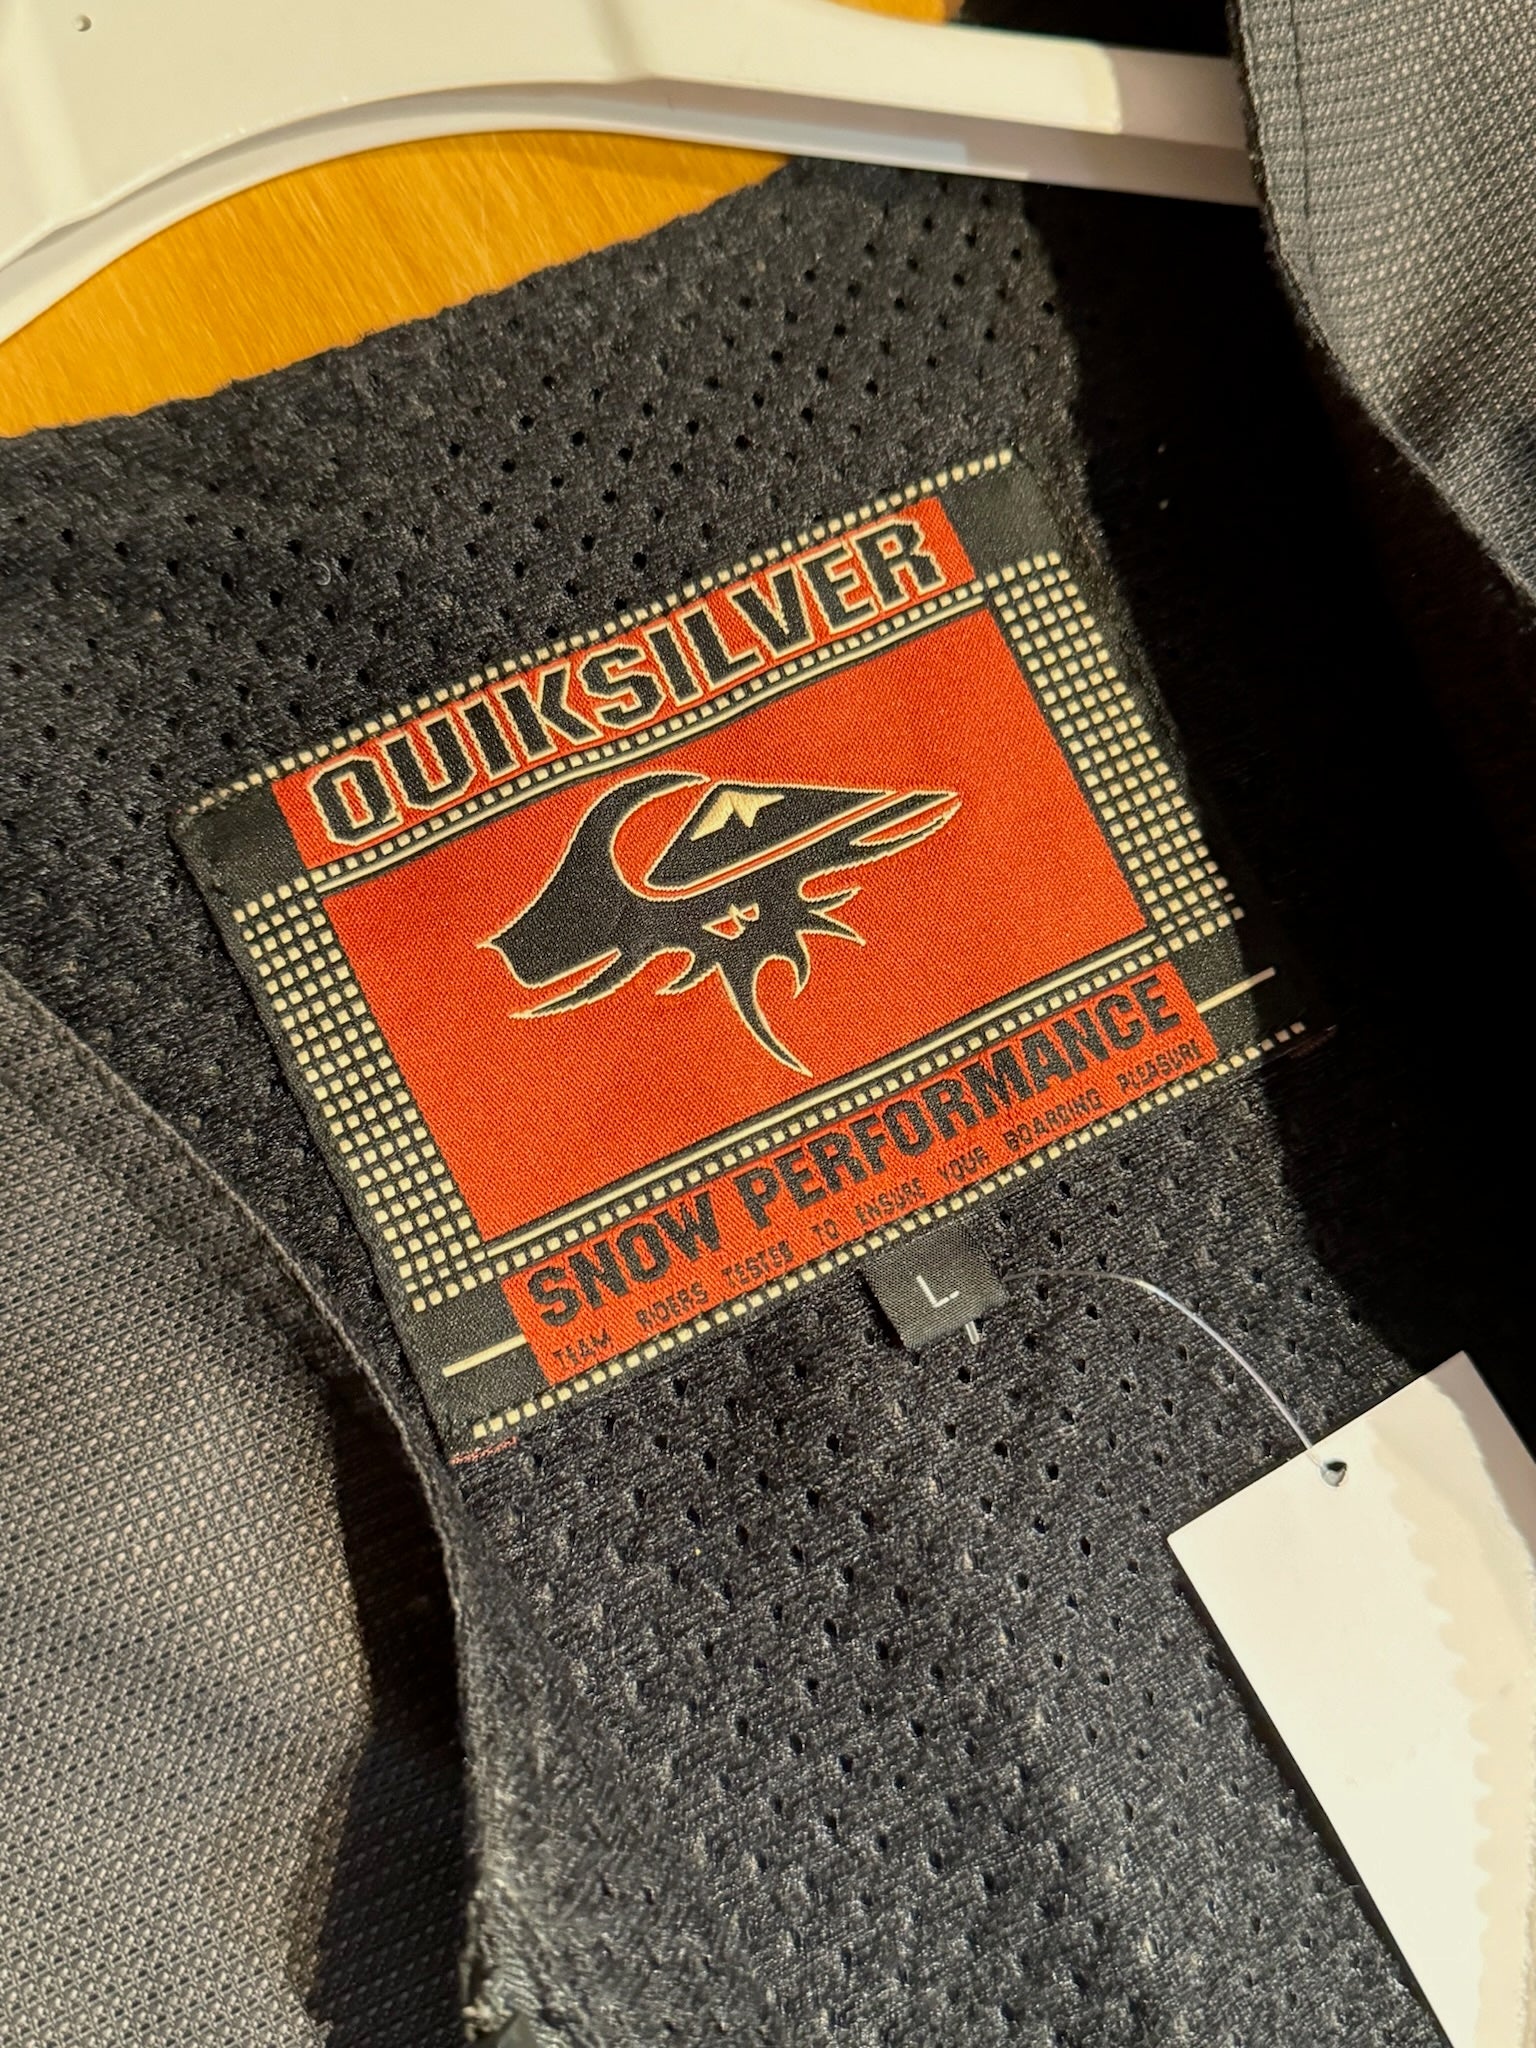 QUIKSILVER
SNOW PERFORMANCE
TEAM RIDERS TESTED TO ENSURE YOUR BOARDING PLEASURE
L.